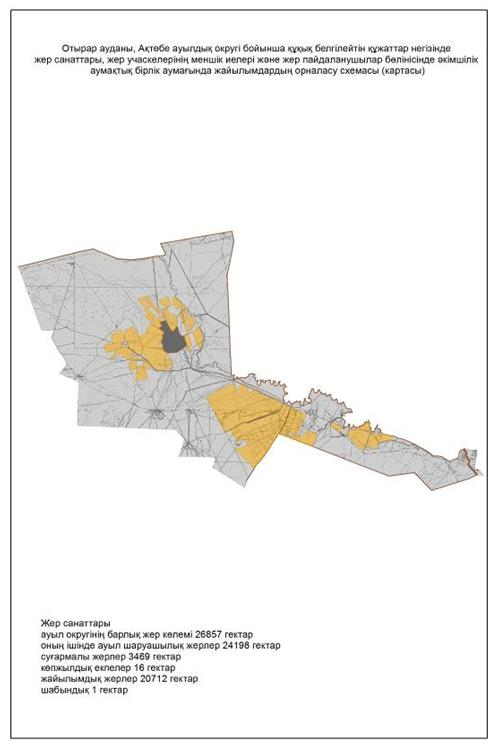 Отырар ауданы, Ақтөбе ауылдық округі бойынша құқық белгілейтін құжаттар негізінде
жер санаттары, жер учаскелерінің меншік иелері және жер пайдаланушылар бөлінісінде әкімшілік
аумақтық бірлік аумағында жайылымдардың орналасу схемасы (картасы)
Жер санаттары
ауыл округінің барлық жер көлемі 26857 гектар
оның ішінде ауыл шаруашылық жерлер 24198 гектар
суғармалы жерлер 3469 гектар
көпжылдық екпелер 16 гектар
жайылымдық жерлер 20712 гектар
шабындық 1 гектар